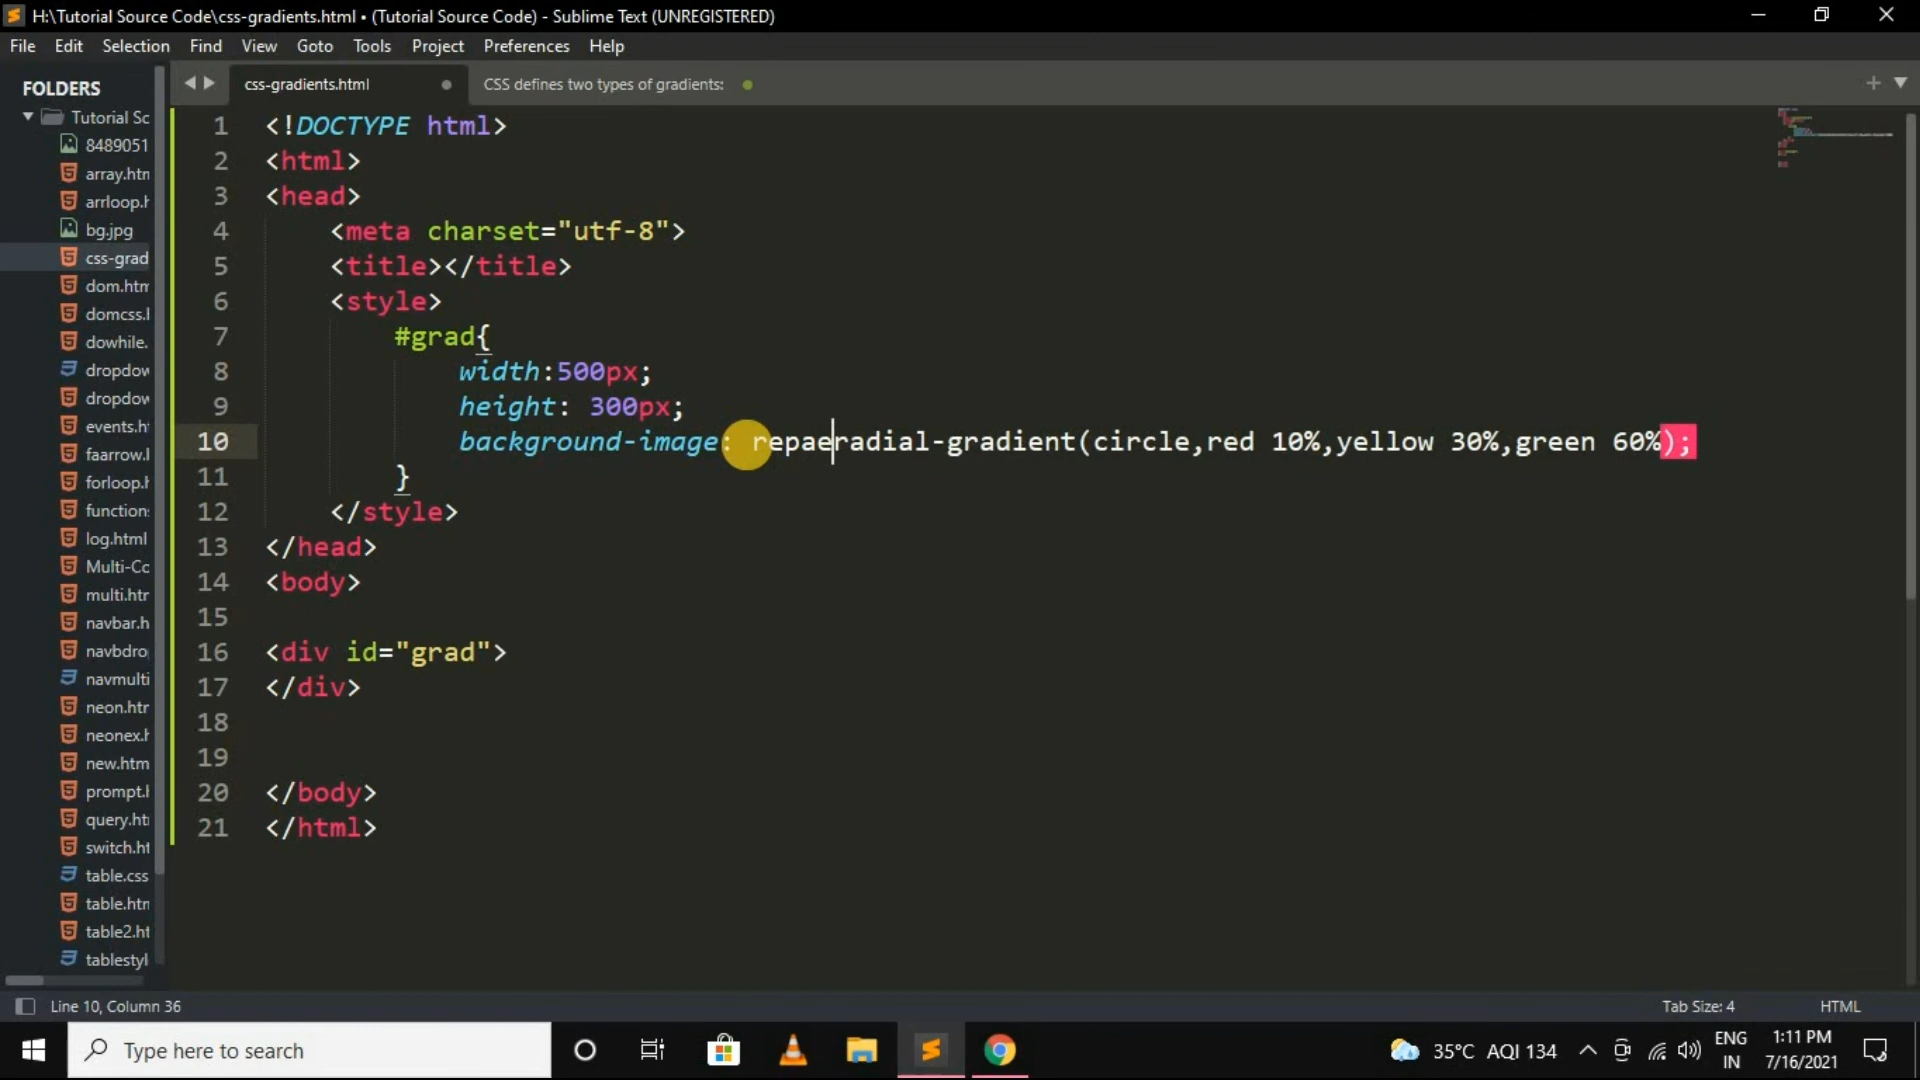 H:\Tutorial Source Code\css-gradients.html • (Tutorial Source Code) - Sublime Text (UNREGISTERED)
File Edit Selection Find View Goto Tools Project Preferences Help
FOLDERS
css-gradients.html
CSS defines two types of gradients:
Tutorial Sc
8489051
array.htm
arrloop.h
bg.jpg
css-grad
dom.htm
domcss.l
dowhile.
dropdow
dropdow
events.ht
faarrow.l
forloop.h
function:
log.html
Multi-Cc
multi.htr
navbar.h
navbdro
navmulti
neon.htr
neonex.h
new.htm
prompt.h
query.htı
switch.ht
table.css
table.htn
table2.ht
tablestyl
1 <!DOCTYPE html>
2 <html>
3 <head>
4 <meta charset="utf-8">
5 <title></title>
6 <style>
7 #grad{
8 width:500px;
9 height: 300px;
10 background-image: repaeradial-gradient(circle,red 10%,yellow 30%,green 60%);
11 }
12 </style>
13 </head>
14 <body>
15
16 <div id="grad">
17 </div>
18
19
20 </body>
21 </html>
Line 10, Column 36
Tab Size: 4
HTML
Type here to search
35°C AQI 134
ENG
IN
1:11 PM
7/16/2021